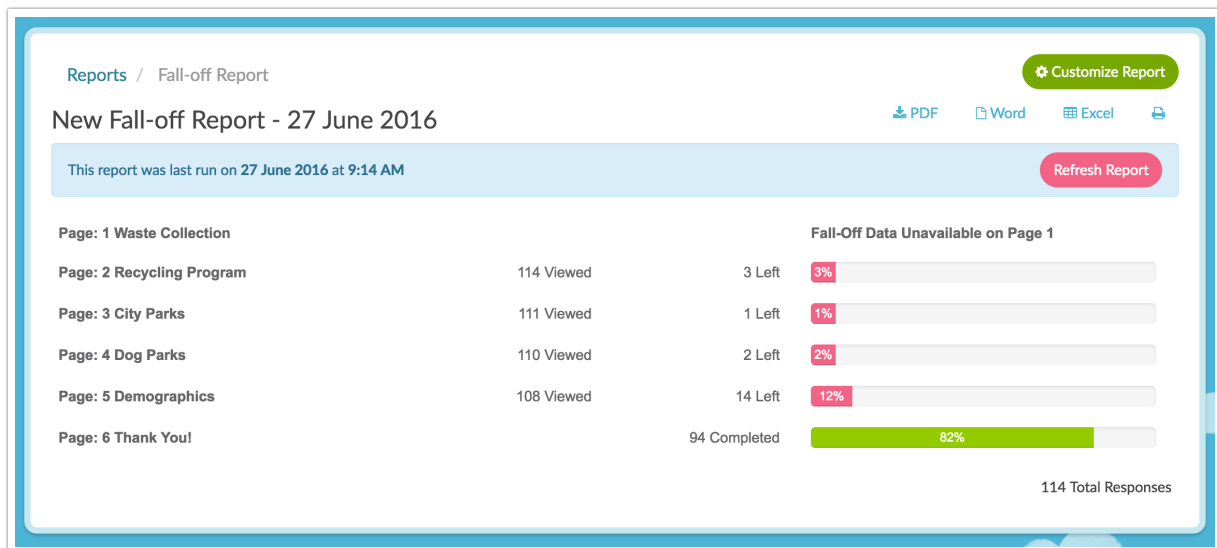 Reports / Fall-off Report
Customize Report
New Fall-off Report - 27 June 2016
PDF Word Excel
This report was last run on 27 June 2016 at 9:14 AM
Refresh Report
Page: 1 Waste Collection Fall-Off Data Unavailable on Page 1
Page: 2 Recycling Program 114 Viewed 3 Left 3%
Page: 3 City Parks 111 Viewed 1 Left 1%
Page: 4 Dog Parks 110 Viewed 2 Left 2%
Page: 5 Demographics 108 Viewed 14 Left 12%
Page: 6 Thank You! 94 Completed 82%
114 Total Responses